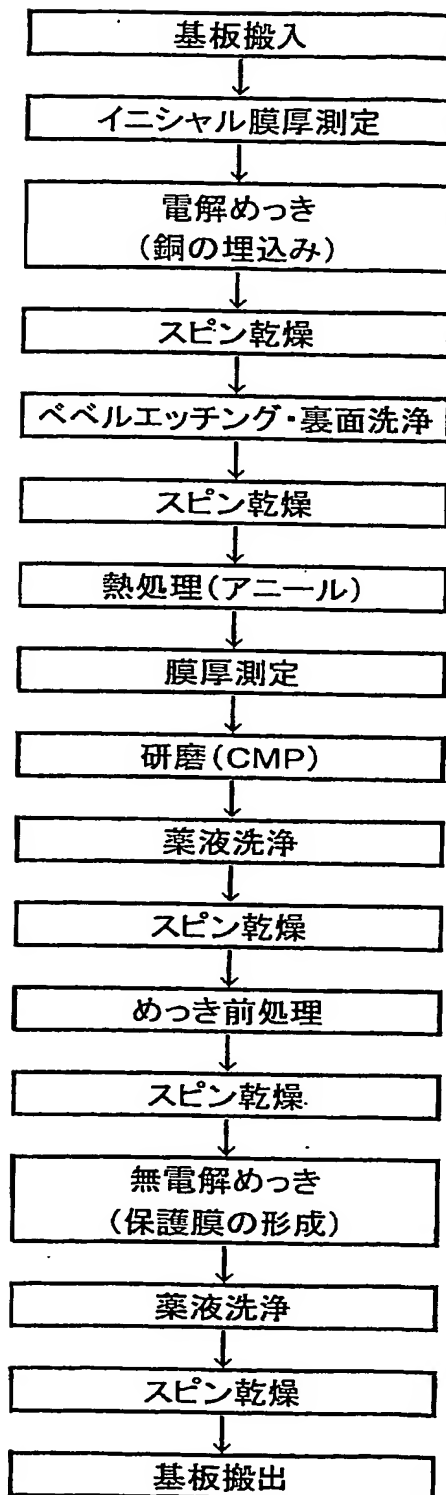 基板搬入
イニシャル膜厚測定
電解めっき
(銅の埋込み)
スピン乾燥
ベベルエッチング・裏面洗浄
スピン乾燥
熱処理(アニール)
膜厚測定
研磨(CMP)
薬液洗浄
スピン乾燥
めっき前処理
スピン乾燥
無電解めっき
(保護膜の形成)
薬液洗浄
スピン乾燥
基板搬出